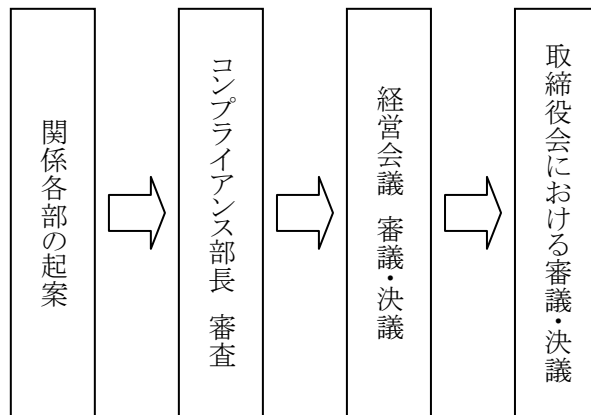 関係各部の起案
コンプライアンス部長 審査
経営会議 審議・決議
取締役会における審議・決議